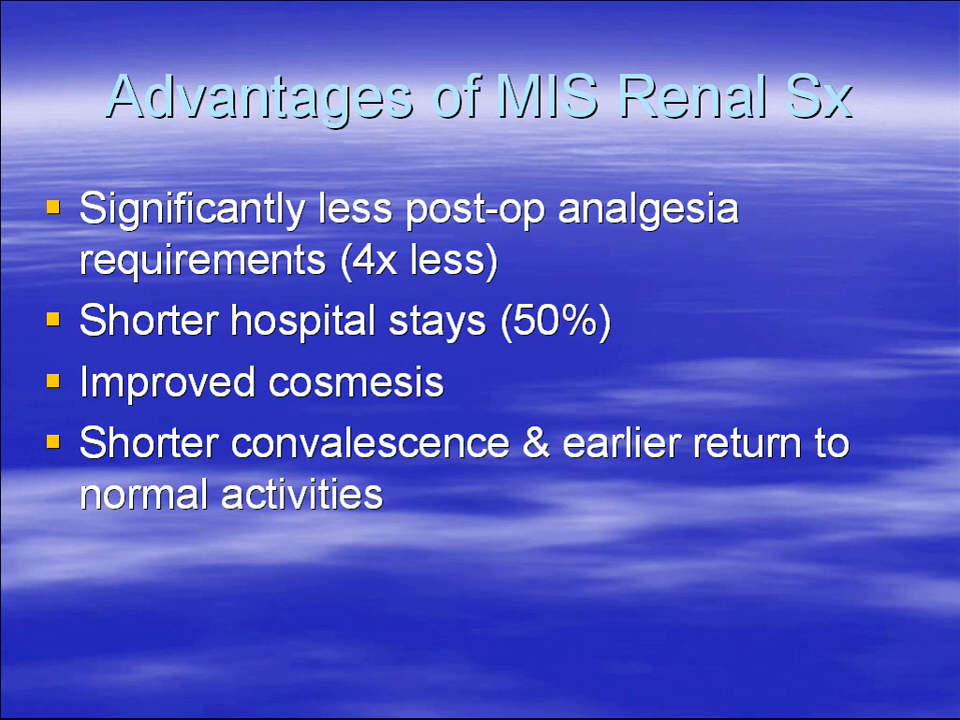 Advantages of MIS Renal Sx
Significantly less post-op analgesia
requirements (4x less)
Shorter hospital stays (50%)
Improved cosmesis
Shorter convalescence & earlier return to
normal activities